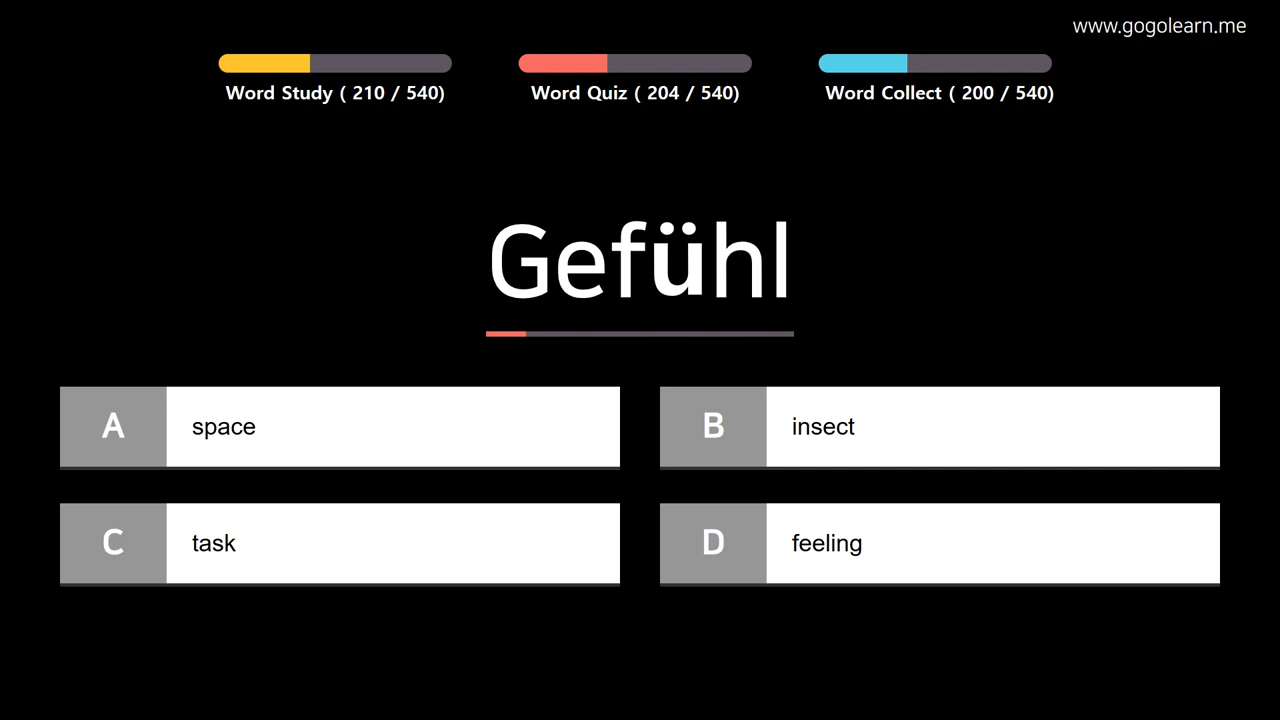 www.gogolearn.me
Word Study ( 210 / 540)
Word Quiz ( 204 / 540)
Word Collect ( 200 / 540)
Gefühl
A space
B insect
C task
D feeling